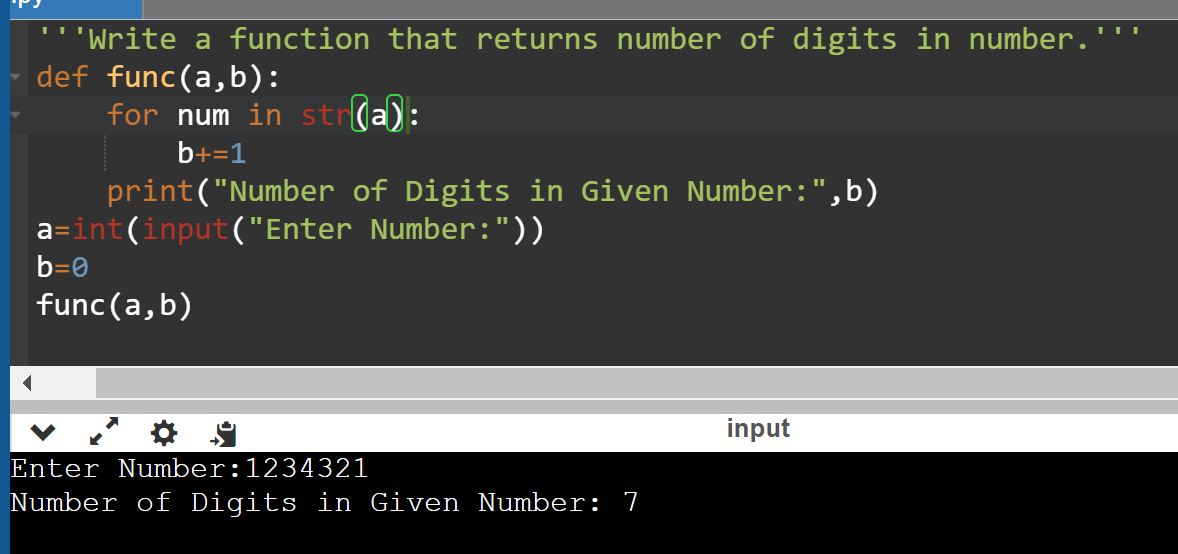 .py
'''Write a function that returns number of digits in number.'''
def func(a,b):
    for num in str(a):
        b+=1
    print("Number of Digits in Given Number:",b)
a=int(input("Enter Number:"))
b=0
func(a,b)
input
Enter Number:1234321
Number of Digits in Given Number: 7